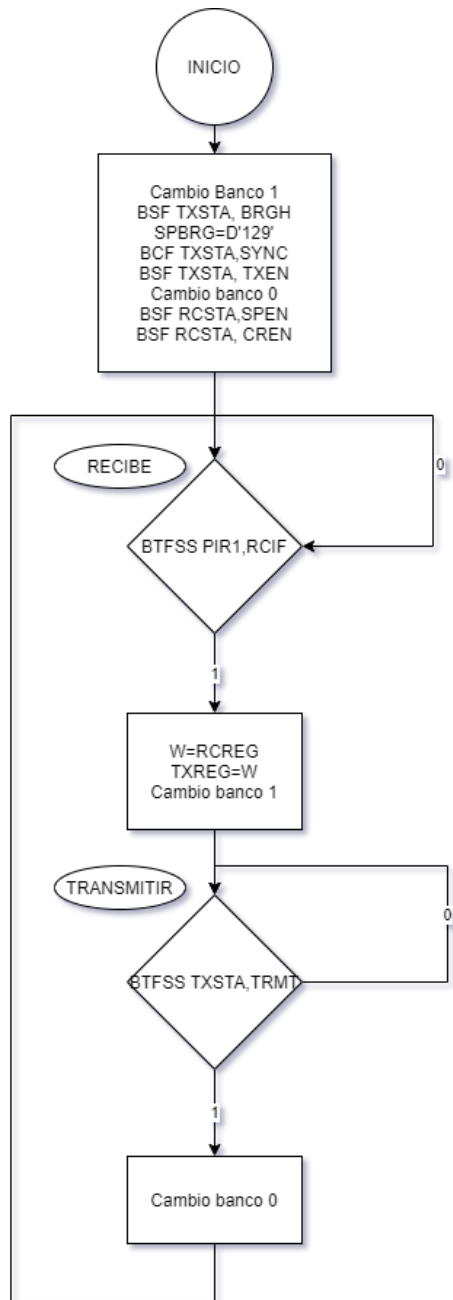 INICIO
Cambio Banco 1
BSF TXSTA, BRGH
SPBRG=D'129'
BCF TXSTA,SYNC
BSF TXSTA, TXEN
Cambio banco 0
BSF RCSTA,SPEN
BSF RCSTA, CREN
RECIBE
0
BTFSS PIR1,RCIF
1
W=RCREG
TXREG=W
Cambio banco 1
TRANSMITIR
0
BTFSS TXSTA,TRMT
1
Cambio banco 0